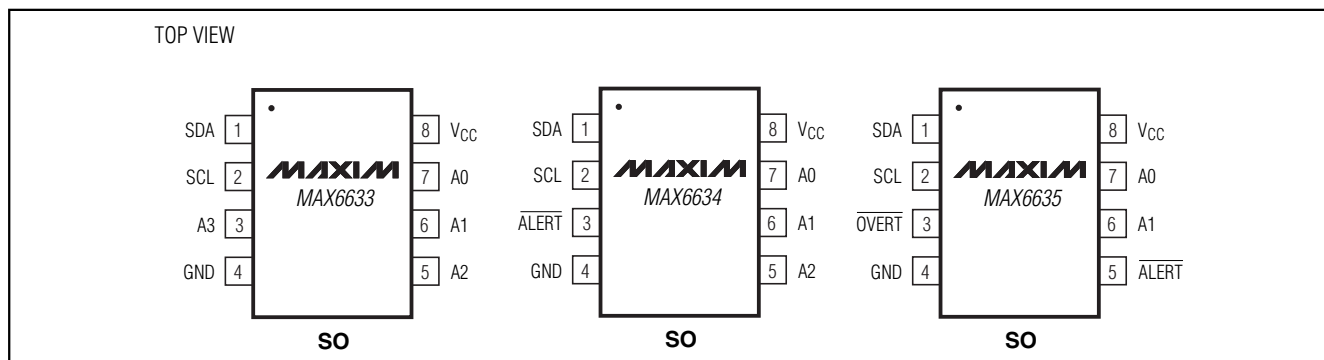 TOP VIEW
SDA 1 8 VCC
SCL 2 7 A0
A3 3 6 A1
GND 4 5 A2
MAXIM
MAX6633
SO
SDA 1 8 VCC
SCL 2 7 A0
ALERT 3 6 A1
GND 4 5 A2
MAXIM
MAX6634
SO
SDA 1 8 VCC
SCL 2 7 A0
OVERT 3 6 A1
GND 4 5 ALERT
MAXIM
MAX6635
SO